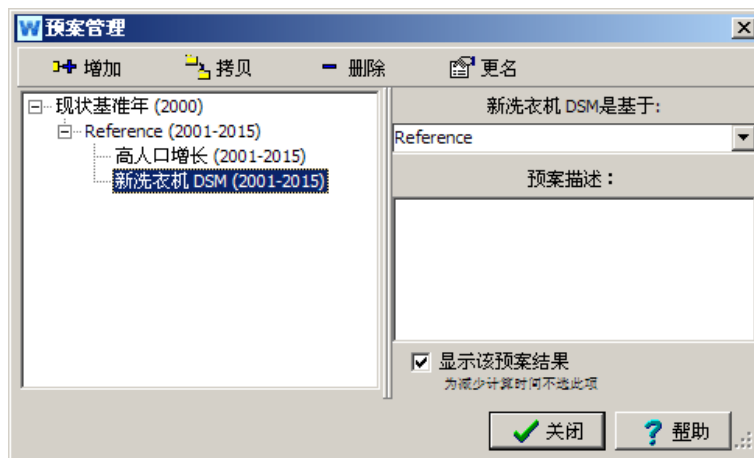 W 预案管理
增加 拷贝 删除 更名
现状基准年 (2000)
Reference (2001-2015)
高人口增长 (2001-2015)
新洗衣机 DSM (2001-2015)
新洗衣机 DSM是基于:
Reference
预案描述：
显示该预案结果
为减少计算时间不选此项
关闭 ? 帮助